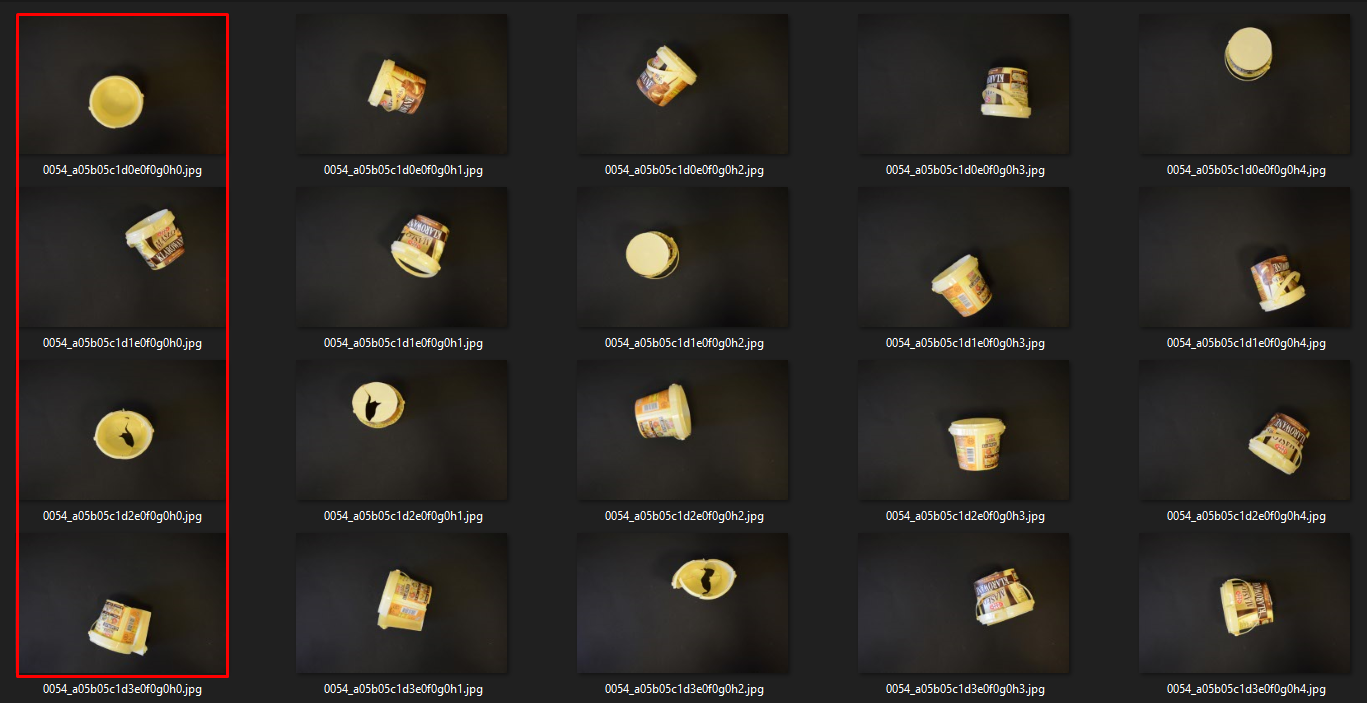 0054_a05b05c1d0e0f0g0h0.jpg
0054_a05b05c1d0e0f0g0h1.jpg
0054_a05b05c1d0e0f0g0h2.jpg
0054_a05b05c1d0e0f0g0h3.jpg
0054_a05b05c1d0e0f0g0h4.jpg
KLAROWANE
0054_a05b05c1d1e0f0g0h0.jpg
0054_a05b05c1d1e0f0g0h1.jpg
0054_a05b05c1d1e0f0g0h2.jpg
0054_a05b05c1d1e0f0g0h3.jpg
0054_a05b05c1d1e0f0g0h4.jpg
0054_a05b05c1d2e0f0g0h0.jpg
0054_a05b05c1d2e0f0g0h1.jpg
0054_a05b05c1d2e0f0g0h2.jpg
0054_a05b05c1d2e0f0g0h3.jpg
0054_a05b05c1d2e0f0g0h4.jpg
0054_a05b05c1d3e0f0g0h0.jpg
0054_a05b05c1d3e0f0g0h1.jpg
0054_a05b05c1d3e0f0g0h2.jpg
0054_a05b05c1d3e0f0g0h3.jpg
0054_a05b05c1d3e0f0g0h4.jpg